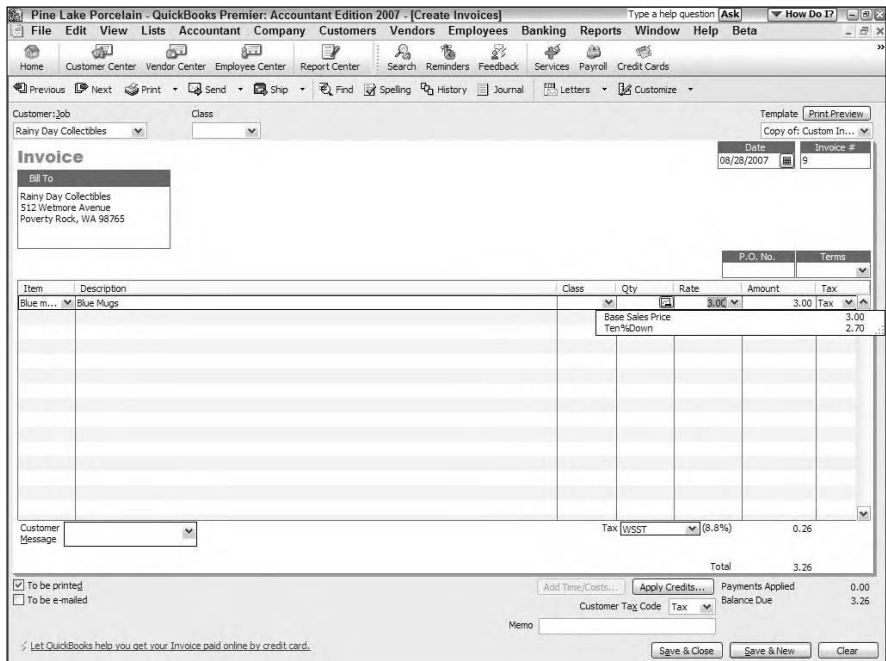 Pine Lake Porcelain - QuickBooks Premier: Accountant Edition 2007 - [Create Invoices] Type a help question Ask How Do I?
File Edit View Lists Accountant Company Customers Vendors Employees Banking Reports Window Help Beta
Home Customer Center Vendor Center Employee Center Report Center Search Reminders Feedback Services Payroll Credit Cards
Previous Next Print Send Ship Find Spelling History Journal Letters Customize
Customer:Job Class Template Print Preview
Rainy Day Collectibles Copy of: Custom In...
Invoice
Date Invoice #
08/28/2007 9
Bill To
Rainy Day Collectibles
512 Wetmore Avenue
Poverty Rock, WA 98765
P.O. No. Terms
Item Description Class Qty Rate Amount Tax
Blue m... Blue Mugs 3.00 3.00 Tax
Base Sales Price 3.00
Ten%Down 2.70
Customer Message Tax WSST (8.8%) 0.26
Total 3.26
To be printed Add Time/Costs... Apply Credits... Payments Applied 0.00
To be e-mailed Customer Tax Code Tax Balance Due 3.26
Memo
Let QuickBooks help you get your Invoice paid online by credit card. Save & Close Save & New Clear